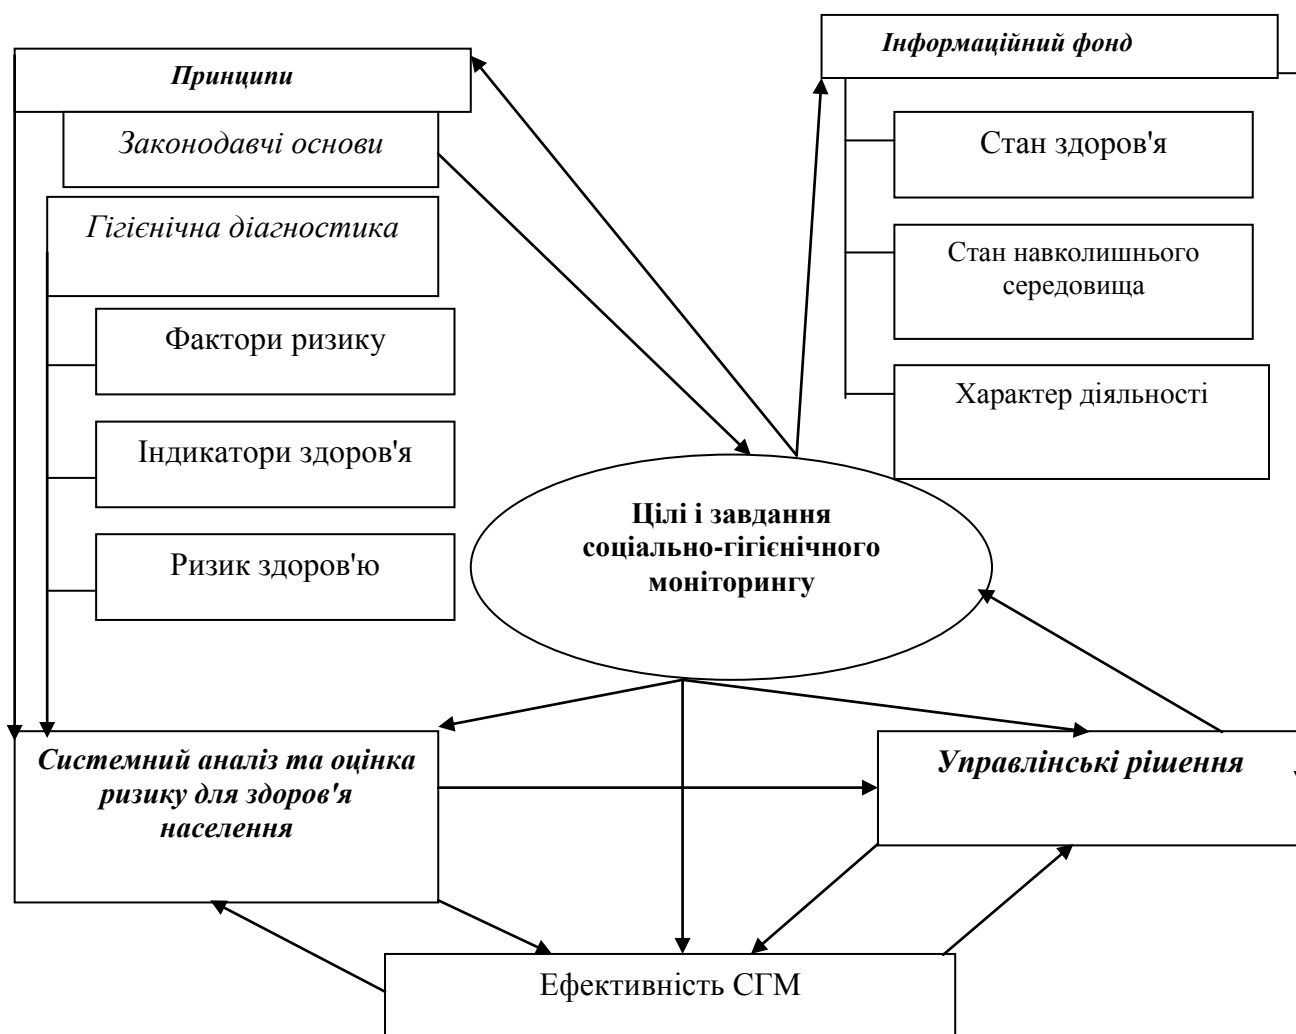 Принципи
Законодавчі основи
Гігієнічна діагностика
Фактори ризику
Індикатори здоров'я
Ризик здоров'ю
Інформаційний фонд
Стан здоров'я
Стан навколишнього
середовища
Характер діяльності
Цілі і завдання
соціально-гігієнічного
моніторингу
Системний аналіз та оцінка
ризику для здоров'я
населення
Управлінські рішення
Ефективність СГМ